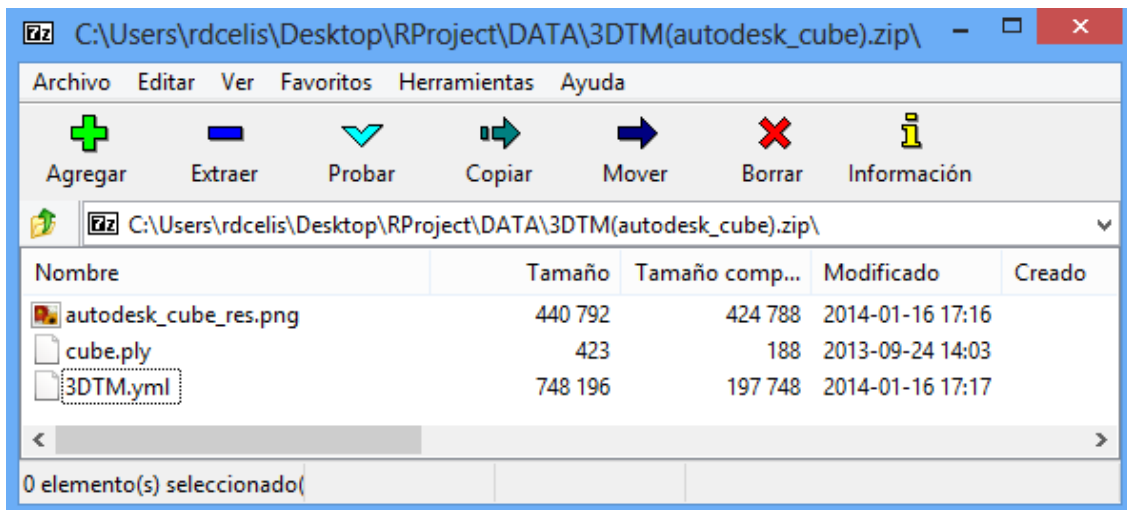 7z C:\Users\rdcelis\Desktop\RProject\DATA\3DTM(autodesk_cube).zip\
Archivo Editar Ver Favoritos Herramientas Ayuda
Agregar Extraer Probar Copiar Mover Borrar Información
7z C:\Users\rdcelis\Desktop\RProject\DATA\3DTM(autodesk_cube).zip\
Nombre Tamaño Tamaño comp... Modificado Creado
autodesk_cube_res.png 440 792 424 788 2014-01-16 17:16
cube.ply 423 188 2013-09-24 14:03
3DTM.yml 748 196 197 748 2014-01-16 17:17
0 elemento(s) seleccionado(